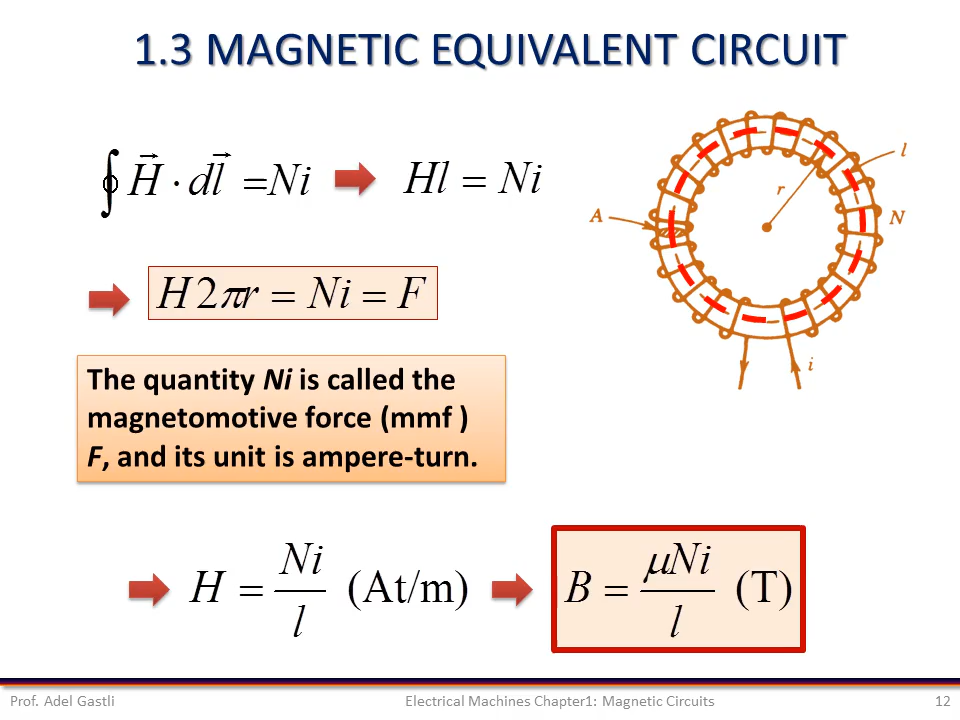 1.3 MAGNETIC EQUIVALENT CIRCUIT
∮ H⃗ · dl⃗ = Ni
Hl = Ni
H2πr = Ni = F
l
r
A
N
i
The quantity Ni is called the
magnetomotive force (mmf )
F, and its unit is ampere-turn.
H = Ni/l (At/m)
B = μNi/l (T)
Prof. Adel Gastli
Electrical Machines Chapter1: Magnetic Circuits
12